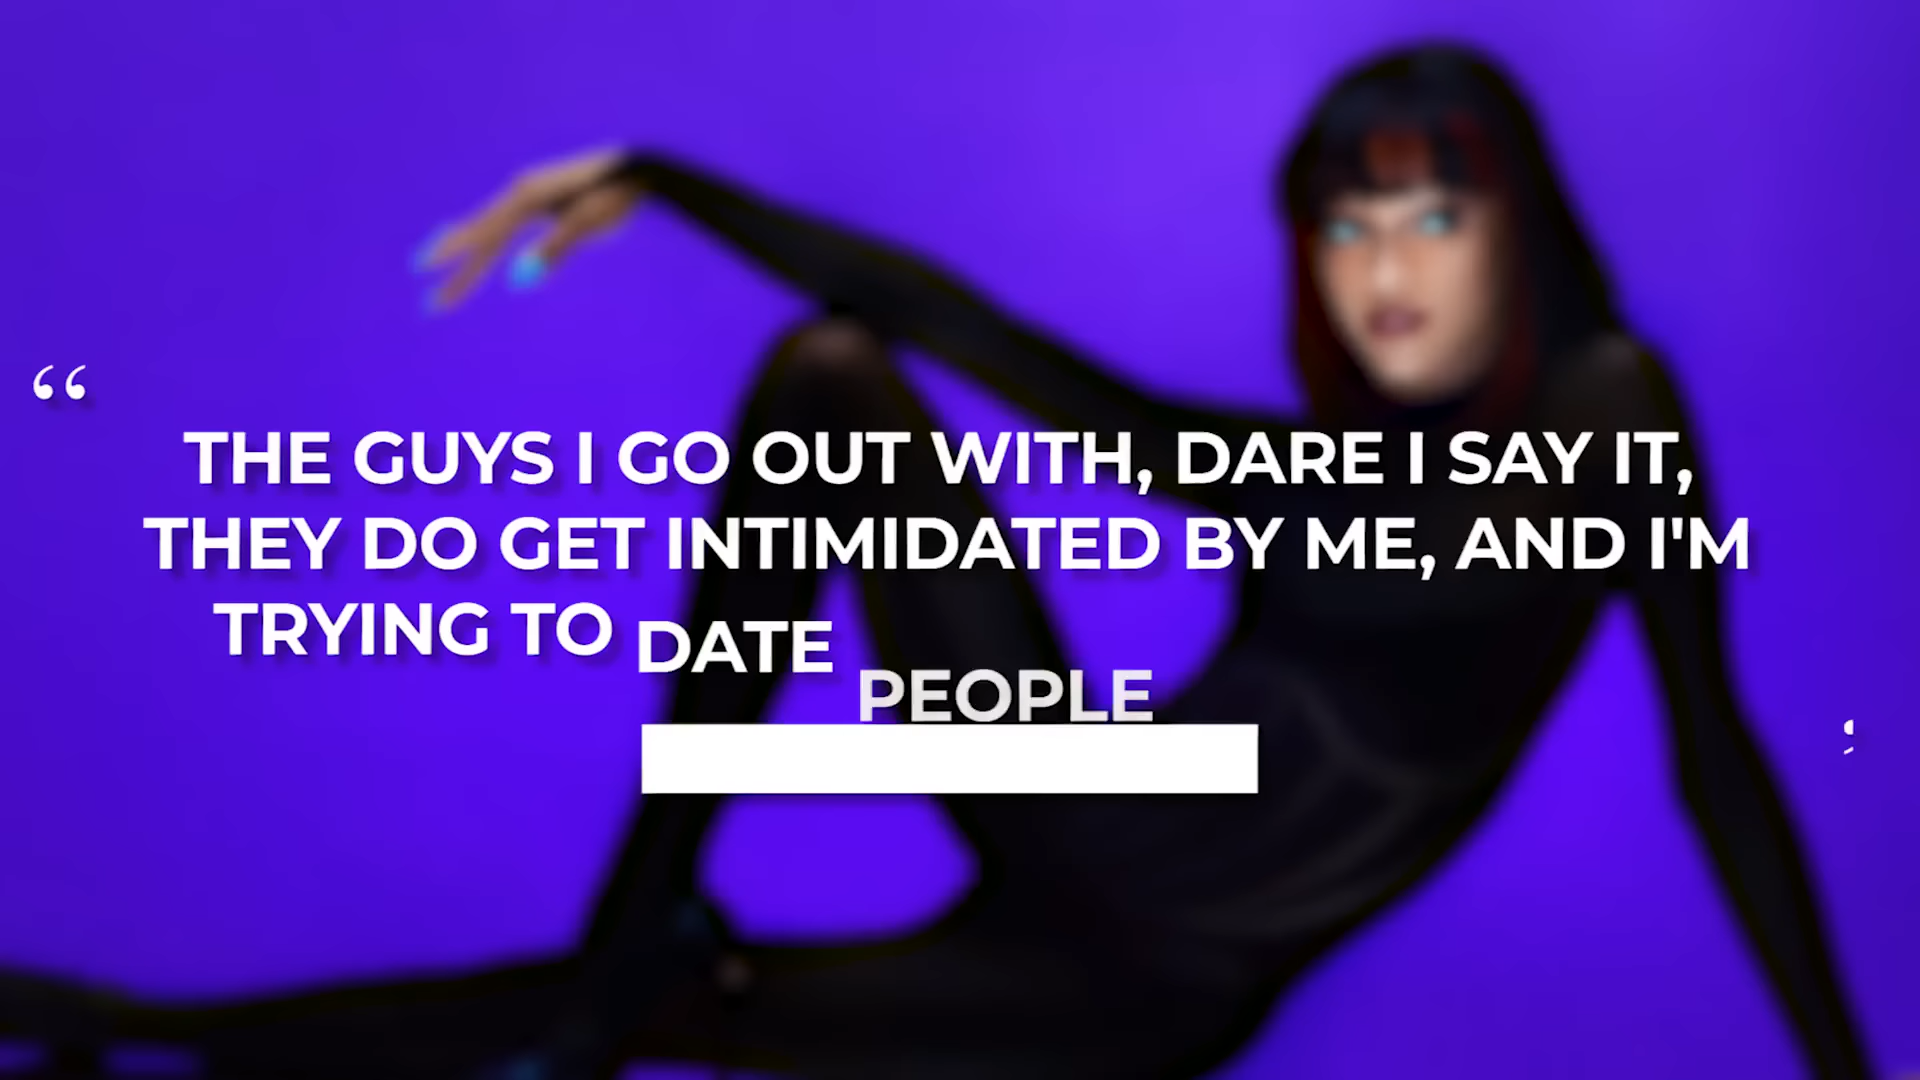 “
THE GUYS I GO OUT WITH, DARE I SAY IT,
THEY DO GET INTIMIDATED BY ME, AND I'M
TRYING TO DATE PEOPLE